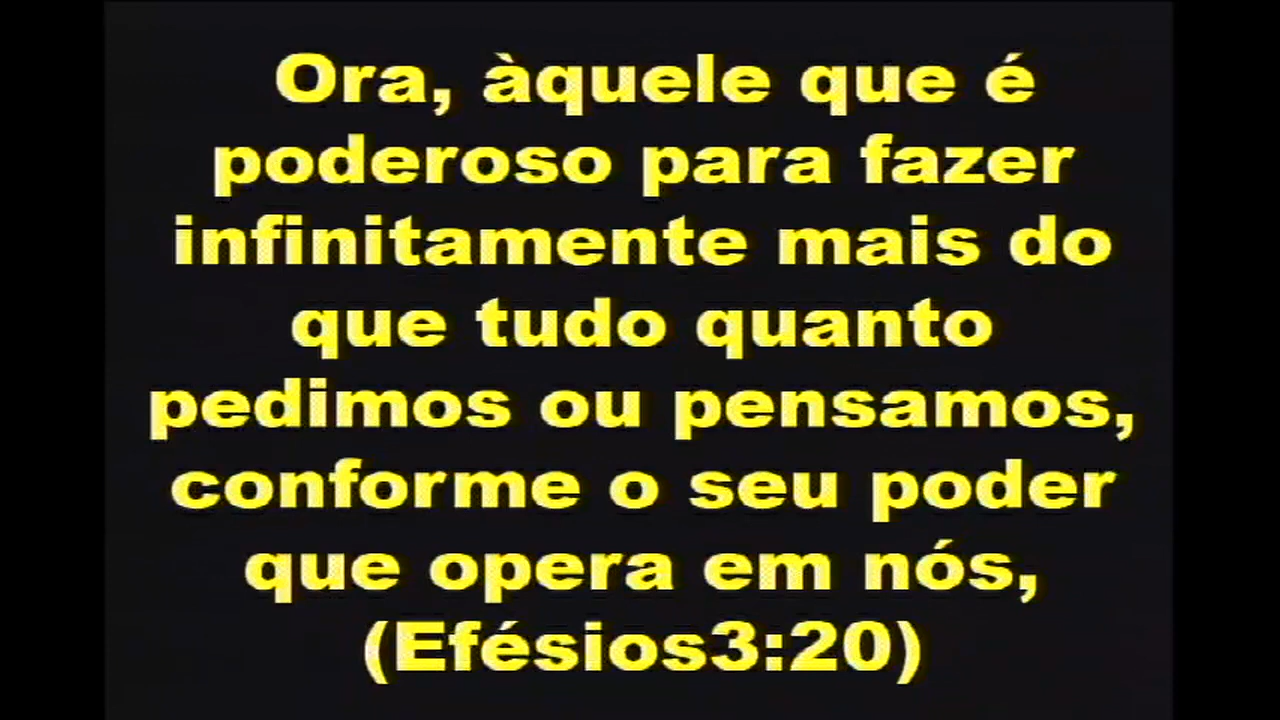 Ora, àquele que é
poderoso para fazer
infinitamente mais do
que tudo quanto
pedimos ou pensamos,
conforme o seu poder
que opera em nós,
(Efésios3:20)